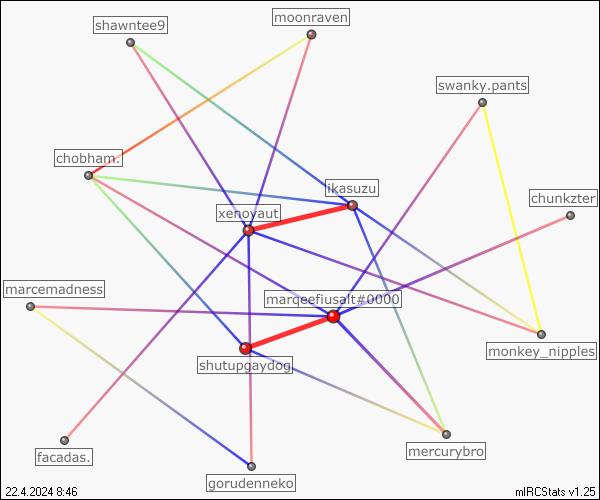 moonraven
shawntee9
swanky.pants
chobham.
ikasuzu
chunkzter
xenoyaut
marcemadness
marqeefiusalt#0000
monkey_nipples
shutupgaydog
mercurybro
facadas.
gorudenneko
22.4.2024 8:46
mIRCStats v1.25